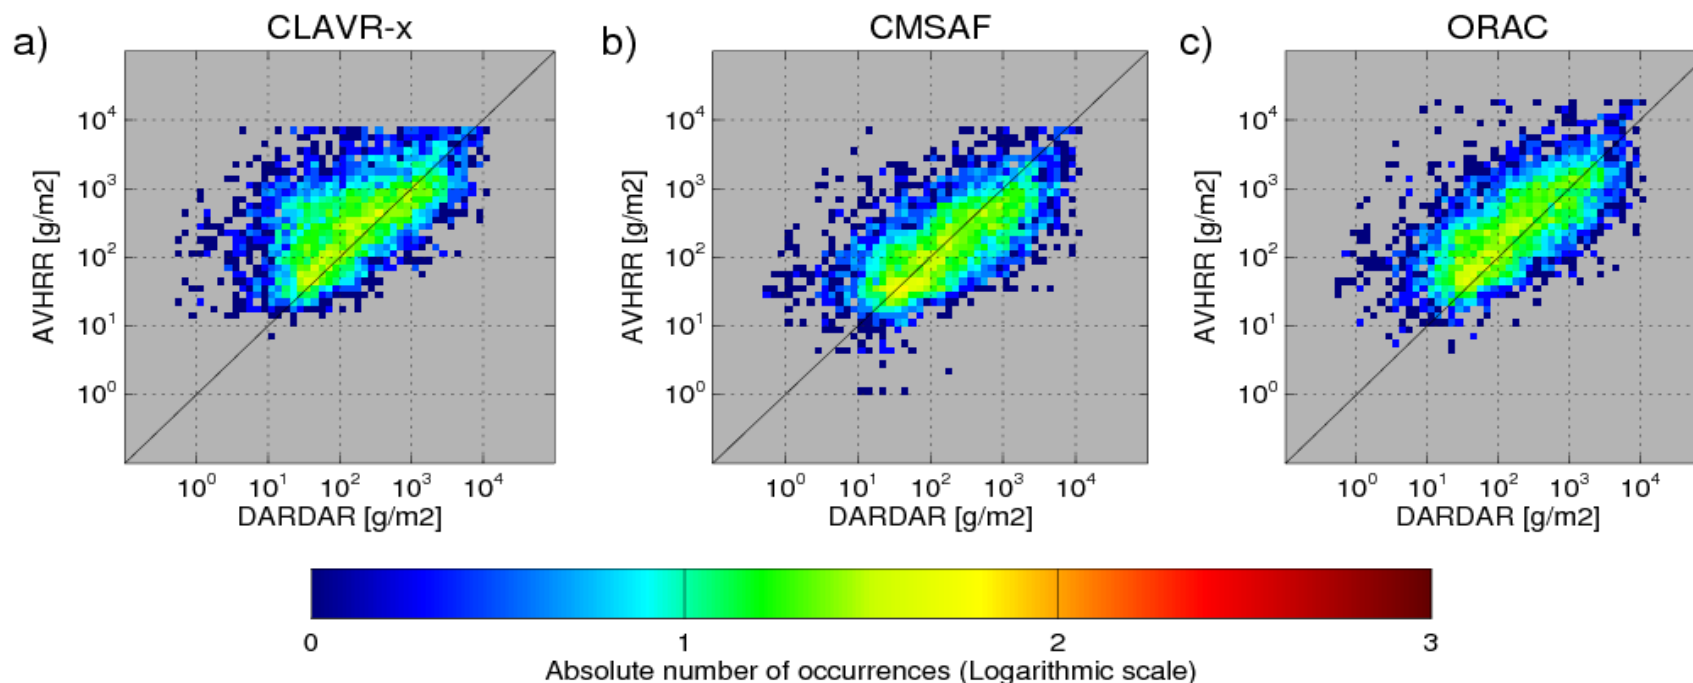 a) CLAVR-x b) CMSAF c) ORAC
AVHRR [g/m2] 10⁴ 10³ 10² 10¹ 10⁰
AVHRR [g/m2] 10⁴ 10³ 10² 10¹ 10⁰
AVHRR [g/m2] 10⁴ 10³ 10² 10¹ 10⁰
10⁰ 10¹ 10² 10³ 10⁴ 10⁰ 10¹ 10² 10³ 10⁴ 10⁰ 10¹ 10² 10³ 10⁴
DARDAR [g/m2] DARDAR [g/m2] DARDAR [g/m2]
0 1 2 3
Absolute number of occurrences (Logarithmic scale)